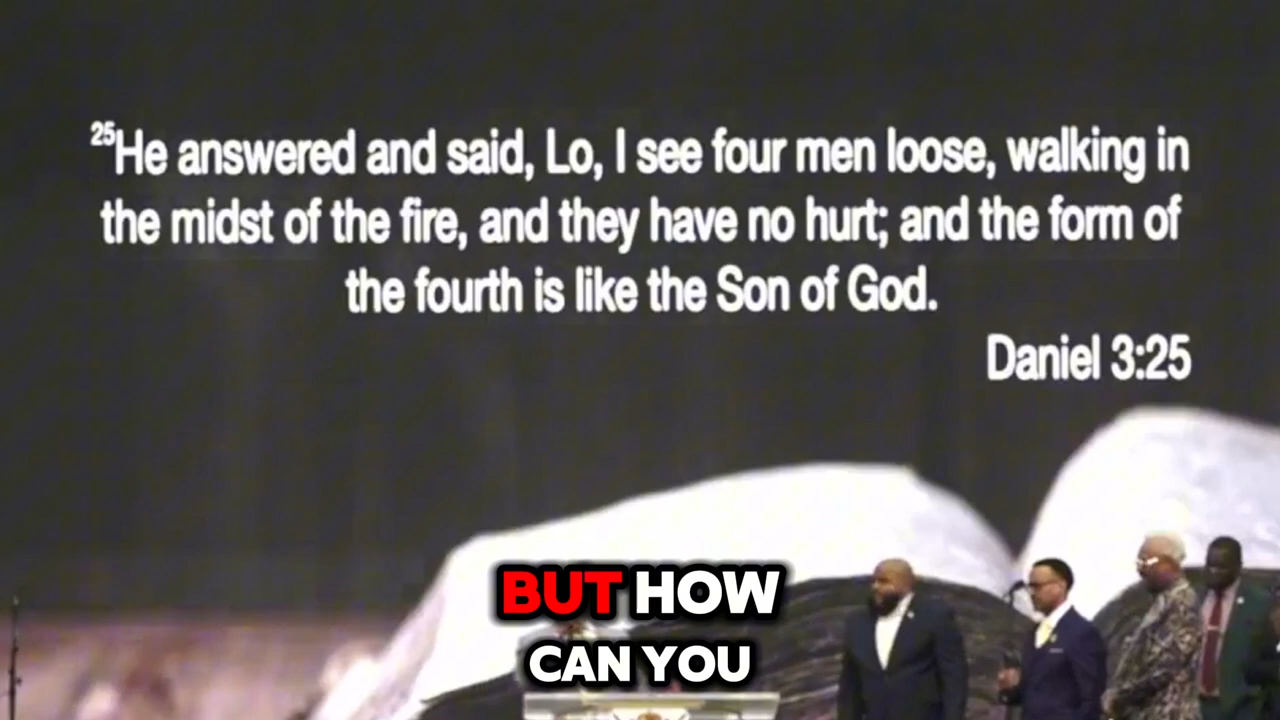 25He answered and said, Lo, I see four men loose, walking in
the midst of the fire, and they have no hurt; and the form of
the fourth is like the Son of God.
Daniel 3:25
BUT HOW
CAN YOU